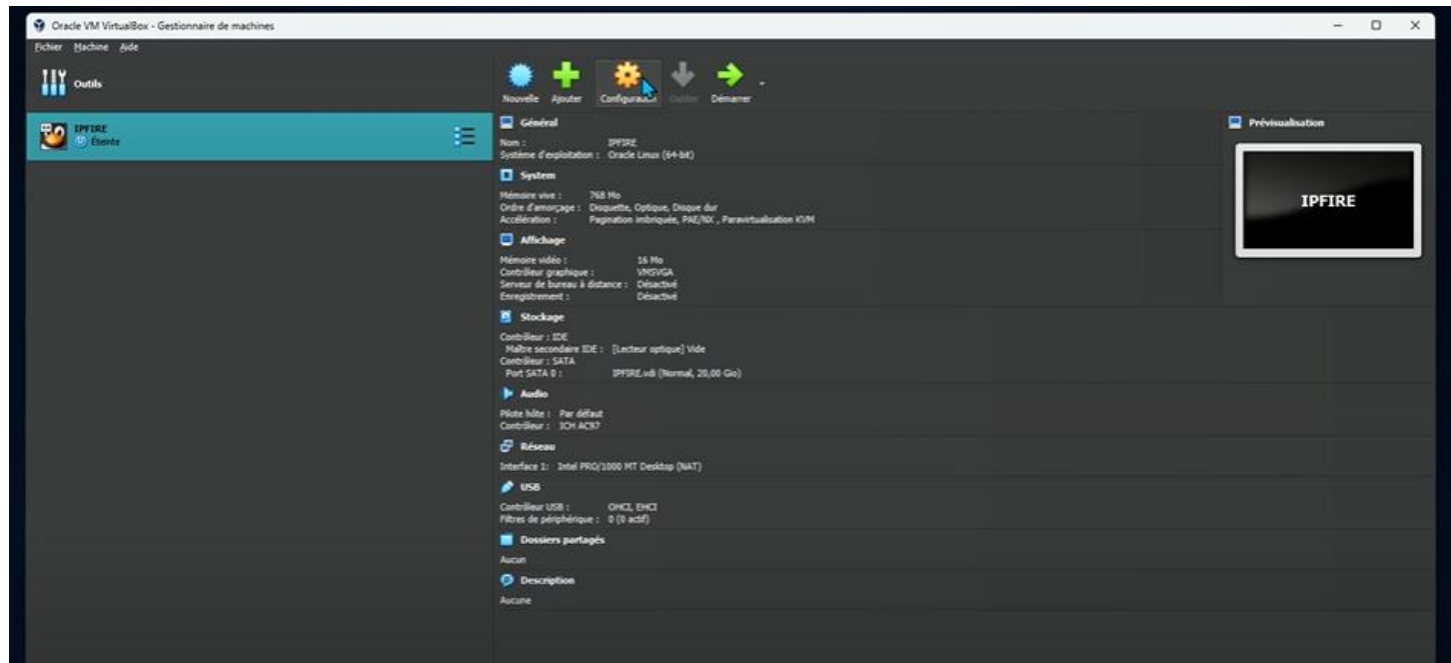 Oracle VM VirtualBox - Gestionnaire de machines
Fichier Machine Aide
Outils
Nouvelle Ajouter Configuration Oublier Démarrer
IPFIRE
Éteinte
Général
Nom : IPFIRE
Système d'exploitation : Oracle Linux (64-bit)
System
Mémoire vive : 768 Mo
Ordre d'amorçage : Disquette, Optique, Disque dur
Accélération : Pagination imbriquée, PAE/NX , Paravirtualisation KVM
Affichage
Mémoire vidéo : 16 Mo
Contrôleur graphique : VMSVGA
Serveur de bureau à distance : Désactivé
Enregistrement : Désactivé
Stockage
Contrôleur : IDE
Maître secondaire IDE : [Lecteur optique] Vide
Contrôleur : SATA
Port SATA 0 : IPFIRE.vdi (Normal, 20,00 Gio)
Audio
Pilote hôte : Par défaut
Contrôleur : ICH AC97
Réseau
Interface 1: Intel PRO/1000 MT Desktop (NAT)
USB
Contrôleur USB : OHCI, EHCI
Filtres de périphérique : 0 (0 actif)
Dossiers partagés
Aucun
Description
Aucune
Prévisualisation
IPFIRE